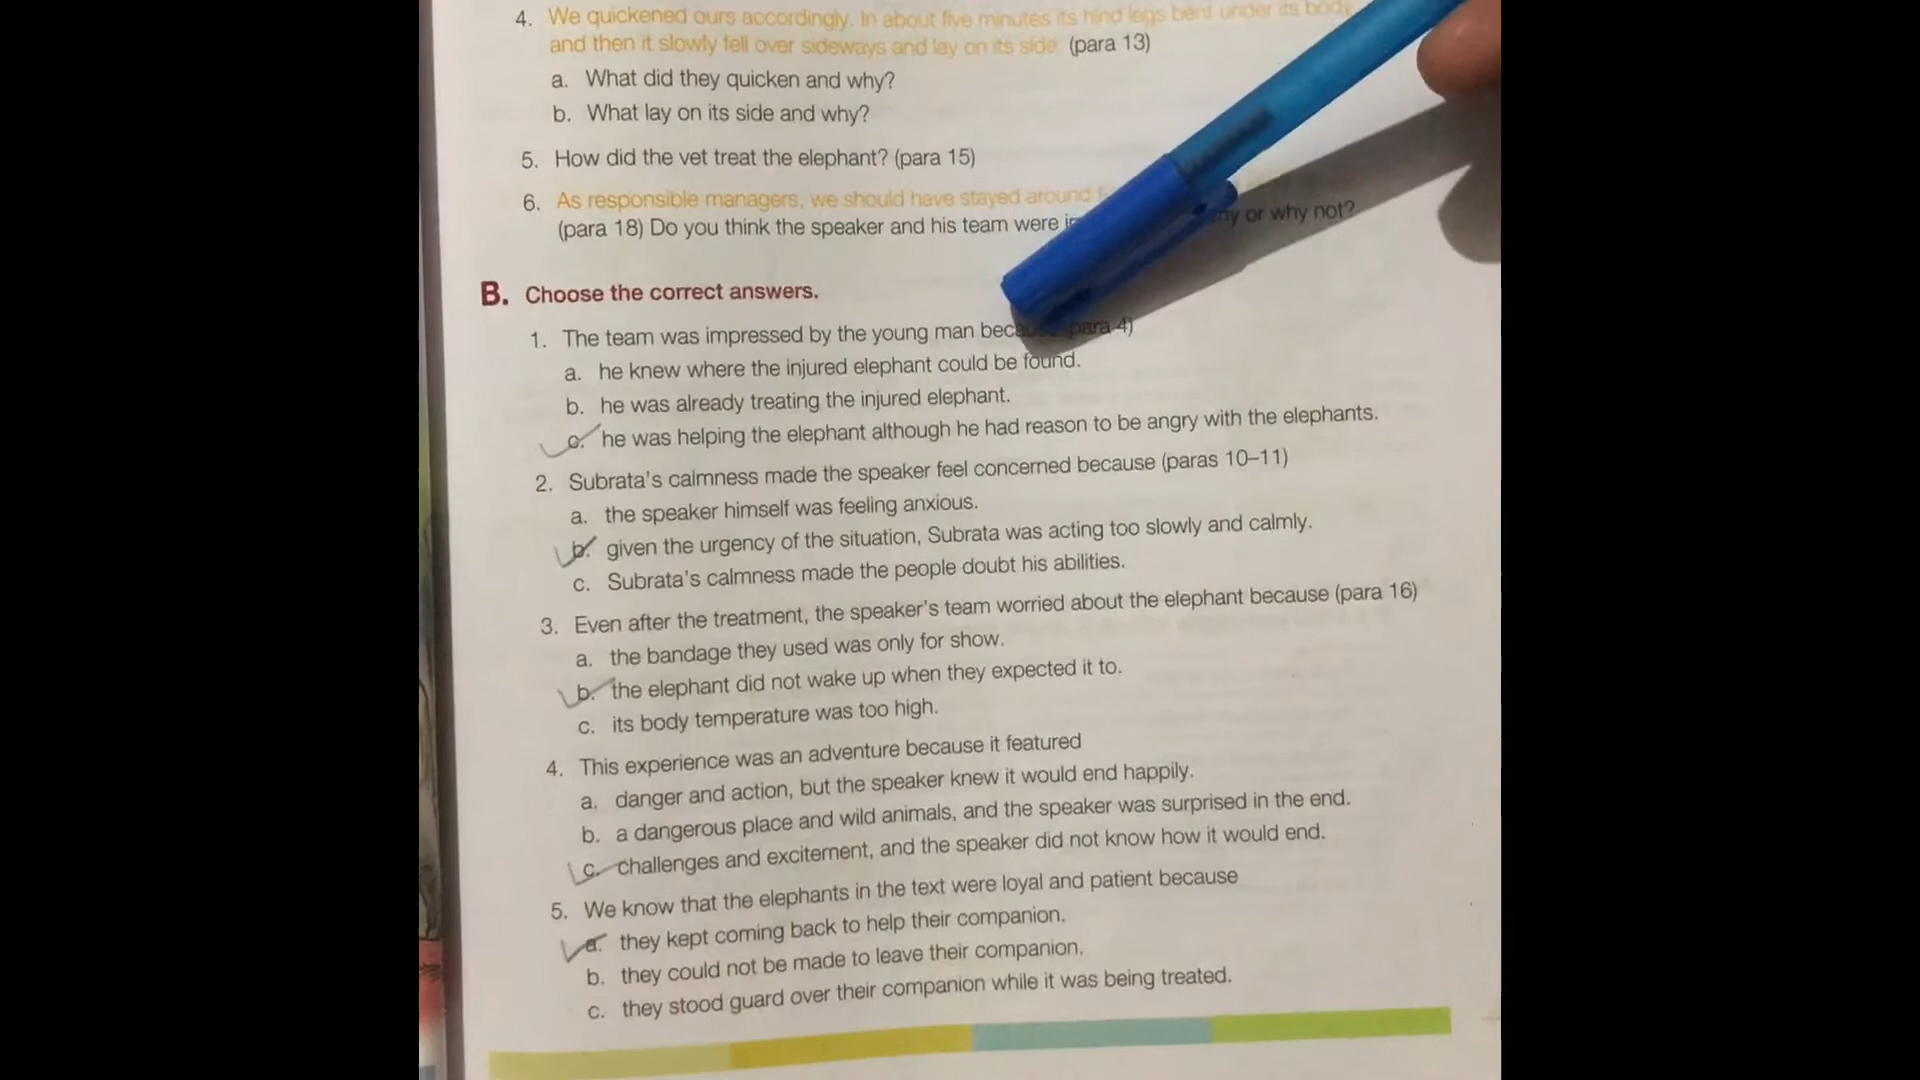 4. We quickened ours accordingly. In about five minutes its hind legs bent under its body
and then it slowly fell over sideways and lay on its side. (para 13)
a. What did they quicken and why?
b. What lay on its side and why?
5. How did the vet treat the elephant? (para 15)
6. As responsible managers, we should have stayed around
(para 18) Do you think the speaker and his team were or why not?
B. Choose the correct answers.
1. The team was impressed by the young man (para 4)
a. he knew where the injured elephant could be found.
b. he was already treating the injured elephant.
c. he was helping the elephant although he had reason to be angry with the elephants.
2. Subrata's calmness made the speaker feel concerned because (paras 10–11)
a. the speaker himself was feeling anxious.
b. given the urgency of the situation, Subrata was acting too slowly and calmly.
c. Subrata's calmness made the people doubt his abilities.
3. Even after the treatment, the speaker's team worried about the elephant because (para 16)
a. the bandage they used was only for show.
b. the elephant did not wake up when they expected it to.
c. its body temperature was too high.
4. This experience was an adventure because it featured
a. danger and action, but the speaker knew it would end happily.
b. a dangerous place and wild animals, and the speaker was surprised in the end.
c. challenges and excitement, and the speaker did not know how it would end.
5. We know that the elephants in the text were loyal and patient because
a. they kept coming back to help their companion.
b. they could not be made to leave their companion.
c. they stood guard over their companion while it was being treated.